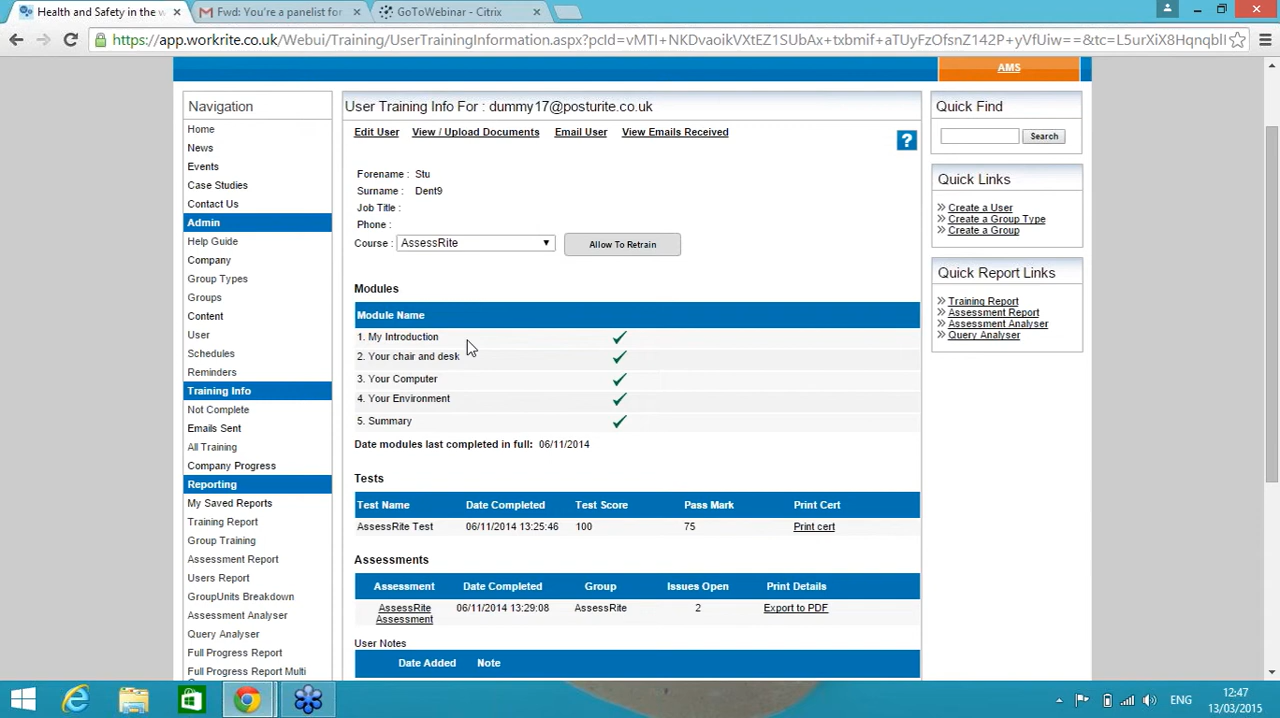 Health and Safety in the w
Fwd: You're a panelist for
GoToWebinar - Citrix
https://app.workrite.co.uk/Webui/Training/UserTrainingInformation.aspx?pcId=vMTI+NKDvaoikVXtEZ1SUbAx+txbmif+aTUyFzOfsnZ142P+yVfUiw==&tc=L5urXiX8Hqnqbll
AMS
Navigation
Home
News
Events
Case Studies
Contact Us
Admin
Help Guide
Company
Group Types
Groups
Content
User
Schedules
Reminders
Training Info
Not Complete
Emails Sent
All Training
Company Progress
Reporting
My Saved Reports
Training Report
Group Training
Assessment Report
Users Report
GroupUnits Breakdown
Assessment Analyser
Query Analyser
Full Progress Report
Full Progress Report Multi
User Training Info For : dummy17@posturite.co.uk
Edit User View / Upload Documents Email User View Emails Received
?
Forename : Stu
Surname : Dent9
Job Title :
Phone :
Course : AssessRite Allow To Retrain
Modules
Module Name
1. My Introduction
2. Your chair and desk
3. Your Computer
4. Your Environment
5. Summary
Date modules last completed in full: 06/11/2014
Tests
Test Name Date Completed Test Score Pass Mark Print Cert
AssessRite Test 06/11/2014 13:25:46 100 75 Print cert
Assessments
Assessment Date Completed Group Issues Open Print Details
AssessRite Assessment 06/11/2014 13:29:08 AssessRite 2 Export to PDF
User Notes
Date Added Note
Quick Find
Search
Quick Links
Create a User
Create a Group Type
Create a Group
Quick Report Links
Training Report
Assessment Report
Assessment Analyser
Query Analyser
ENG
12:47
13/03/2015